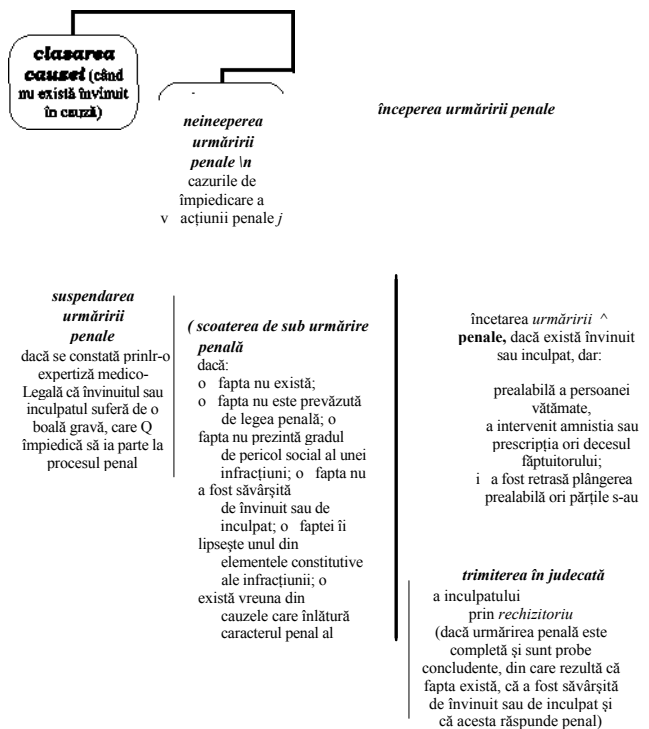 clasarea
cauzei (când
nu există învinuit
în cauză)
neineeperea
urmăririi
penale \n
cazurile de
împiedicare a
v acțiunii penale j
începerea urmăririi penale
suspendarea
urmăririi
penale
dacă se constată prinlr-o
expertiză medico-
Legală că învinuitul sau
inculpatul suferă de o
boală gravă, care Q
împiedică să ia parte la
procesul penal
( scoaterea de sub urmărire
penală
dacă:
o fapta nu există;
o fapta nu este prevăzută
de legea penală; o
fapta nu prezintă gradul
de pericol social al unei
infracțiuni; o fapta nu
a fost săvârșită
de învinuit sau de
inculpat; o faptei îi
lipsește unul din
elementele constitutive
ale infracțiunii; o
există vreuna din
cauzele care înlătură
caracterul penal al
încetarea urmăririi ^
penale, dacă există învinuit
sau inculpat, dar:
prealabilă a persoanei
vătămate,
a intervenit amnistia sau
prescripția ori decesul
făptuitorului;
i a fost retrasă plângerea
prealabilă ori părțile s-au
trimiterea în judecată
a inculpatului
prin rechizitoriu
(dacă urmărirea penală este
completă și sunt probe
concludente, din care rezultă că
fapta există, că a fost săvârșită
de învinuit sau de inculpat și
că acesta răspunde penal)